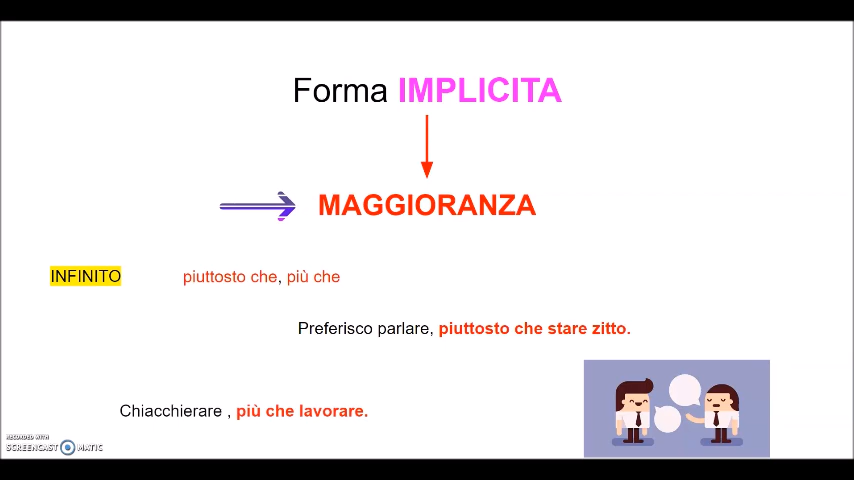 Forma IMPLICITA
MAGGIORANZA
INFINITO piuttosto che, più che
Preferisco parlare, piuttosto che stare zitto.
Chiacchierare , più che lavorare.
RECORDED WITH
SCREENCAST MATIC